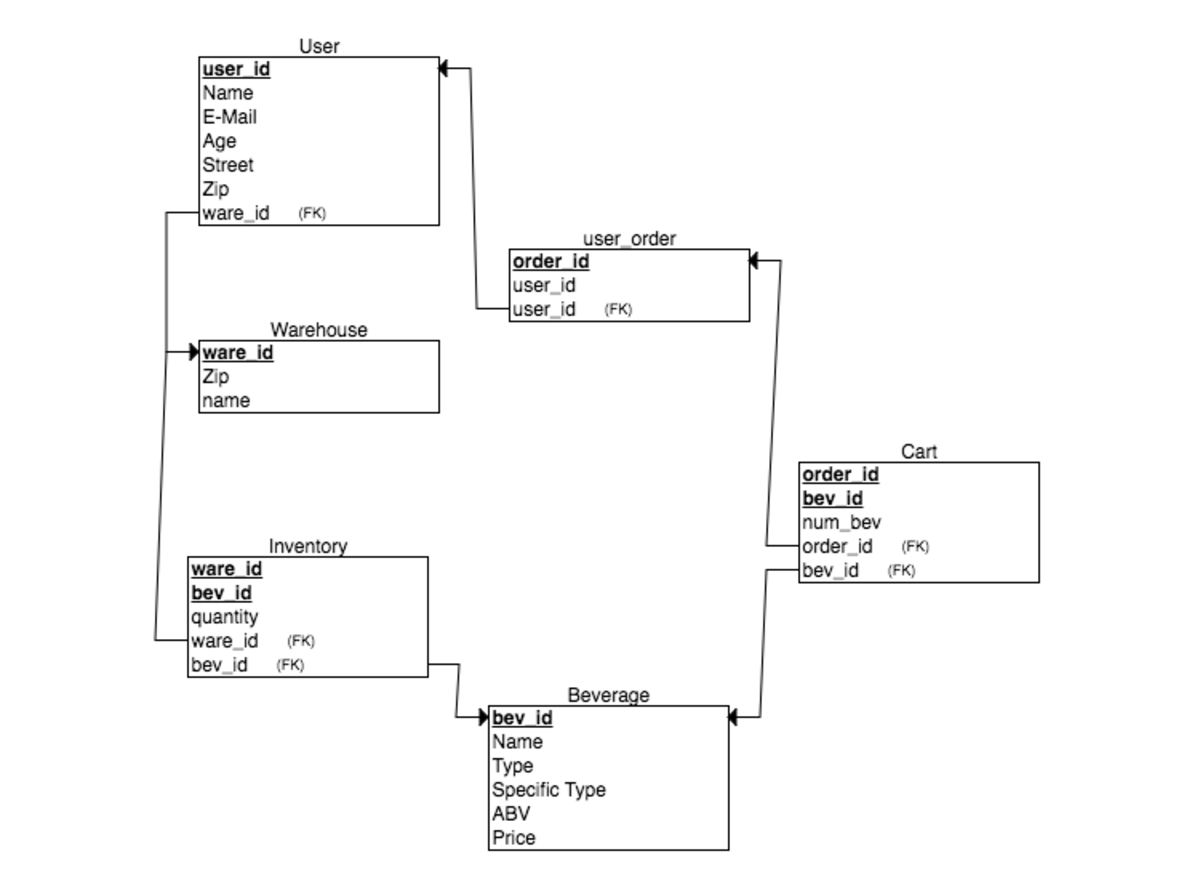 User
user_id
Name
E-Mail
Age
Street
Zip
ware_id (FK)
user_order
order_id
user_id
user_id (FK)
Warehouse
ware_id
Zip
name
Cart
order_id
bev_id
num_bev
order_id (FK)
bev_id (FK)
Inventory
ware_id
bev_id
quantity
ware_id (FK)
bev_id (FK)
Beverage
bev_id
Name
Type
Specific Type
ABV
Price